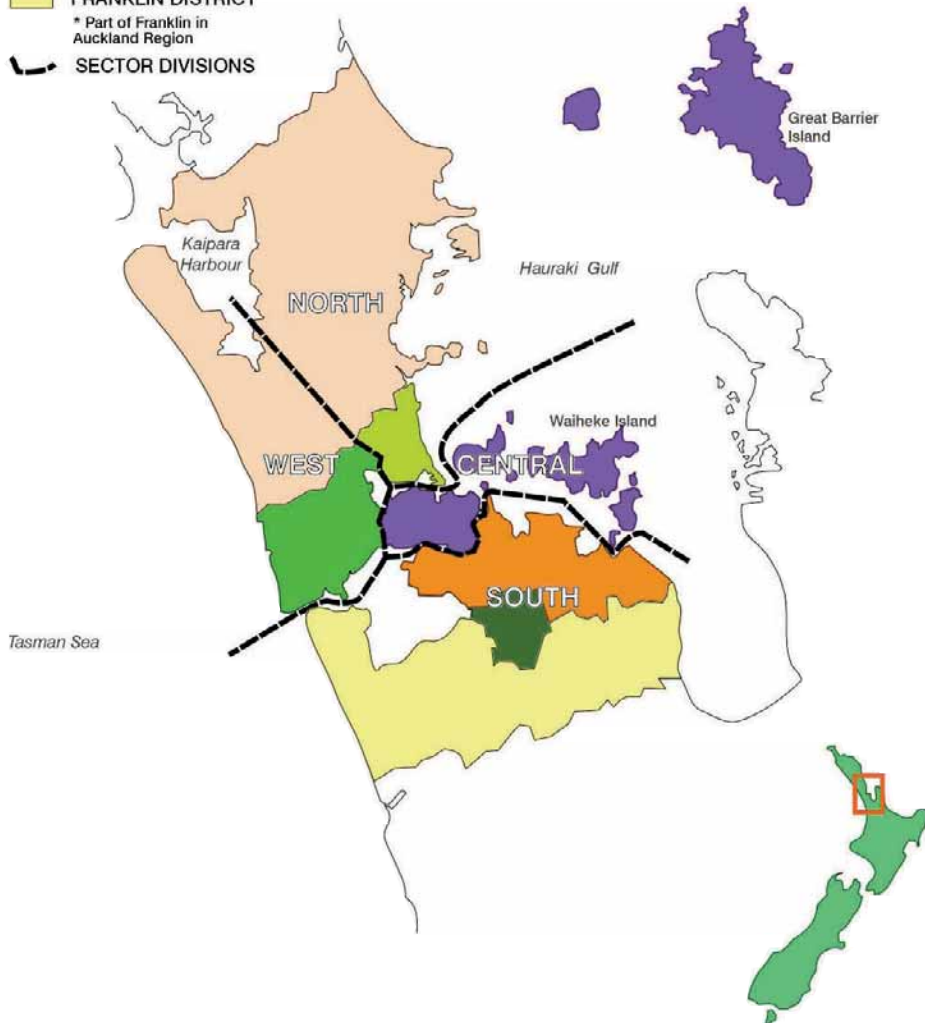 FRANKLIN DISTRICT
* Part of Franklin in
Auckland Region
SECTOR DIVISIONS
Great Barrier
Island
Kaipara
Harbour
Hauraki Gulf
NORTH
Waiheke Island
WEST
CENTRAL
SOUTH
Tasman Sea